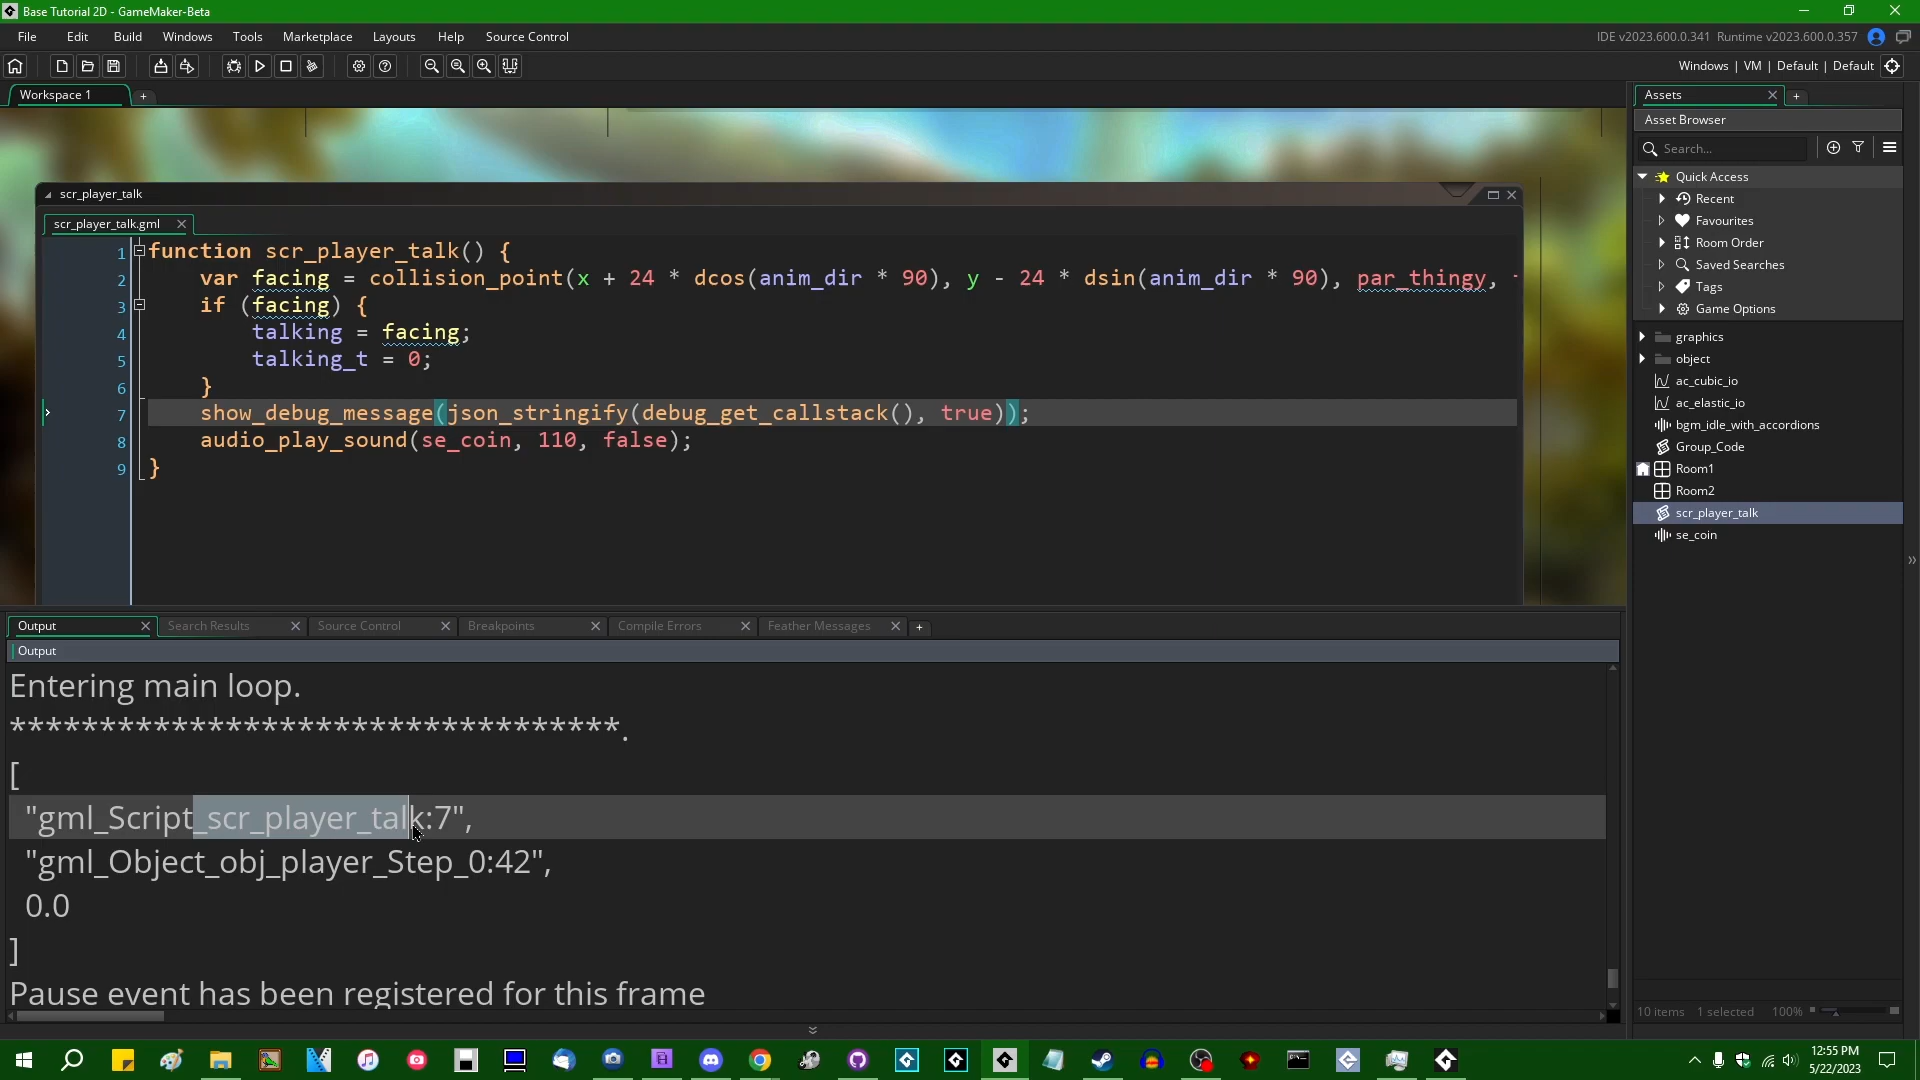 Base Tutorial 2D - GameMaker-Beta
File Edit Build Windows Tools Marketplace Layouts Help Source Control
IDE v2023.600.0.341 Runtime v2023.600.0.357
Windows | VM | Default | Default
Workspace 1
+
scr_player_talk
scr_player_talk.gml
1 function scr_player_talk() {
2 var facing = collision_point(x + 24 * dcos(anim_dir * 90), y - 24 * dsin(anim_dir * 90), par_thingy,
3 if (facing) {
4 talking = facing;
5 talking_t = 0;
6 }
7 show_debug_message(json_stringify(debug_get_callstack(), true));
8 audio_play_sound(se_coin, 110, false);
9 }
Output Search Results Source Control Breakpoints Compile Errors Feather Messages +
Output
Entering main loop.
**********************************.
[
"gml_Script_scr_player_talk:7",
"gml_Object_obj_player_Step_0:42",
0.0
]
Pause event has been registered for this frame
Assets
+
Asset Browser
Search...
Quick Access
Recent
Favourites
Room Order
Saved Searches
Tags
Game Options
graphics
object
ac_cubic_io
ac_elastic_io
bgm_idle_with_accordions
Group_Code
Room1
Room2
scr_player_talk
se_coin
10 items 1 selected 100%
12:55 PM
5/22/2023